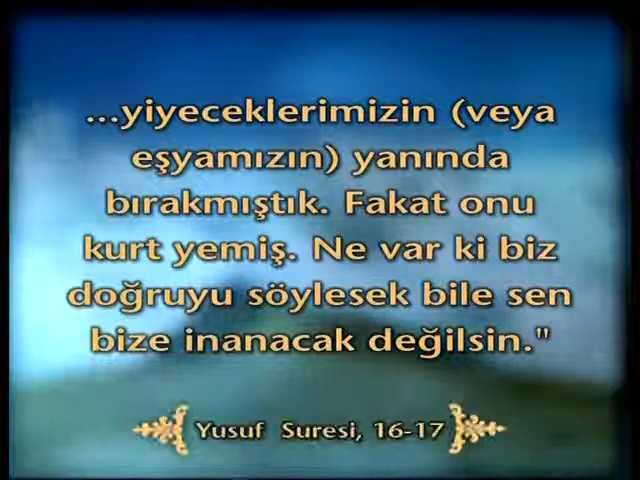 ...yiyeceklerimizin (veya
eşyamızın) yanında
bırakmıştık. Fakat onu
kurt yemiş. Ne var ki biz
doğruyu söylesek bile sen
bize inanacak değilsin."
Yusuf Suresi, 16-17